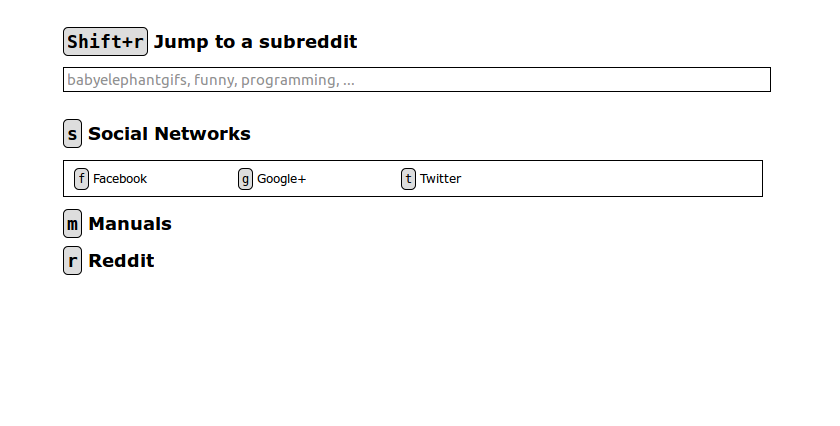 Shift+r Jump to a subreddit
babyelephantgifs, funny, programming, ...
s Social Networks
f Facebook g Google+ t Twitter
m Manuals
r Reddit